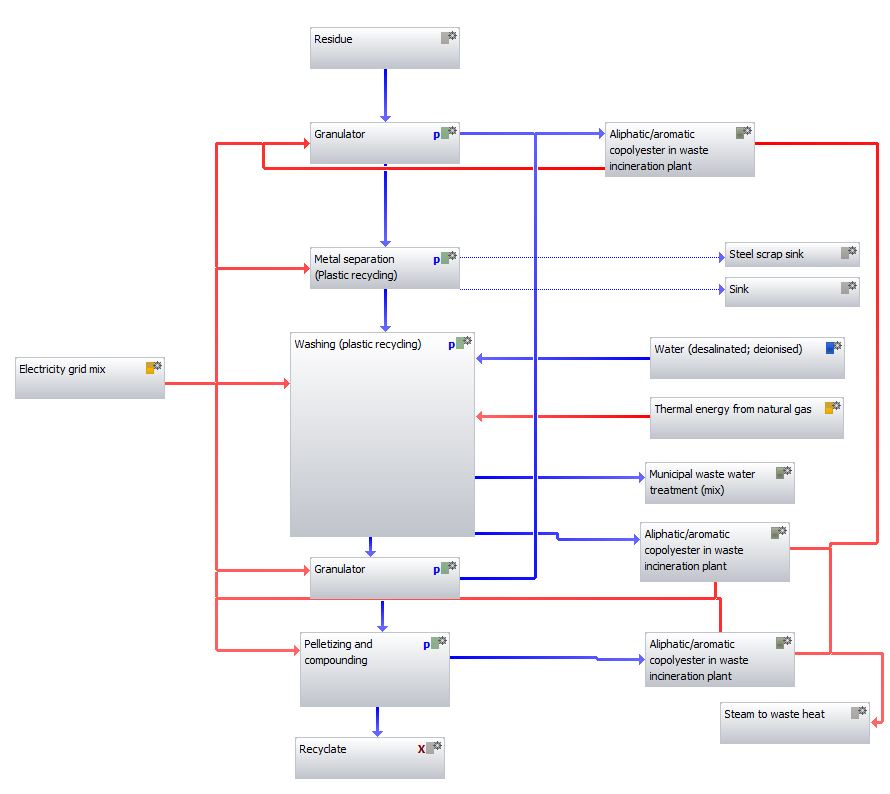 Residue
Granulator
p
Aliphatic/aromatic
copolyester in waste
incineration plant
Metal separation
(Plastic recycling)
p
Steel scrap sink
Sink
Washing (plastic recycling)
p
Water (desalinated; deionised)
Electricity grid mix
Thermal energy from natural gas
Municipal waste water
treatment (mix)
Aliphatic/aromatic
copolyester in waste
incineration plant
Granulator
p
Pelletizing and
compounding
p
Aliphatic/aromatic
copolyester in waste
incineration plant
Steam to waste heat
Recyclate
X